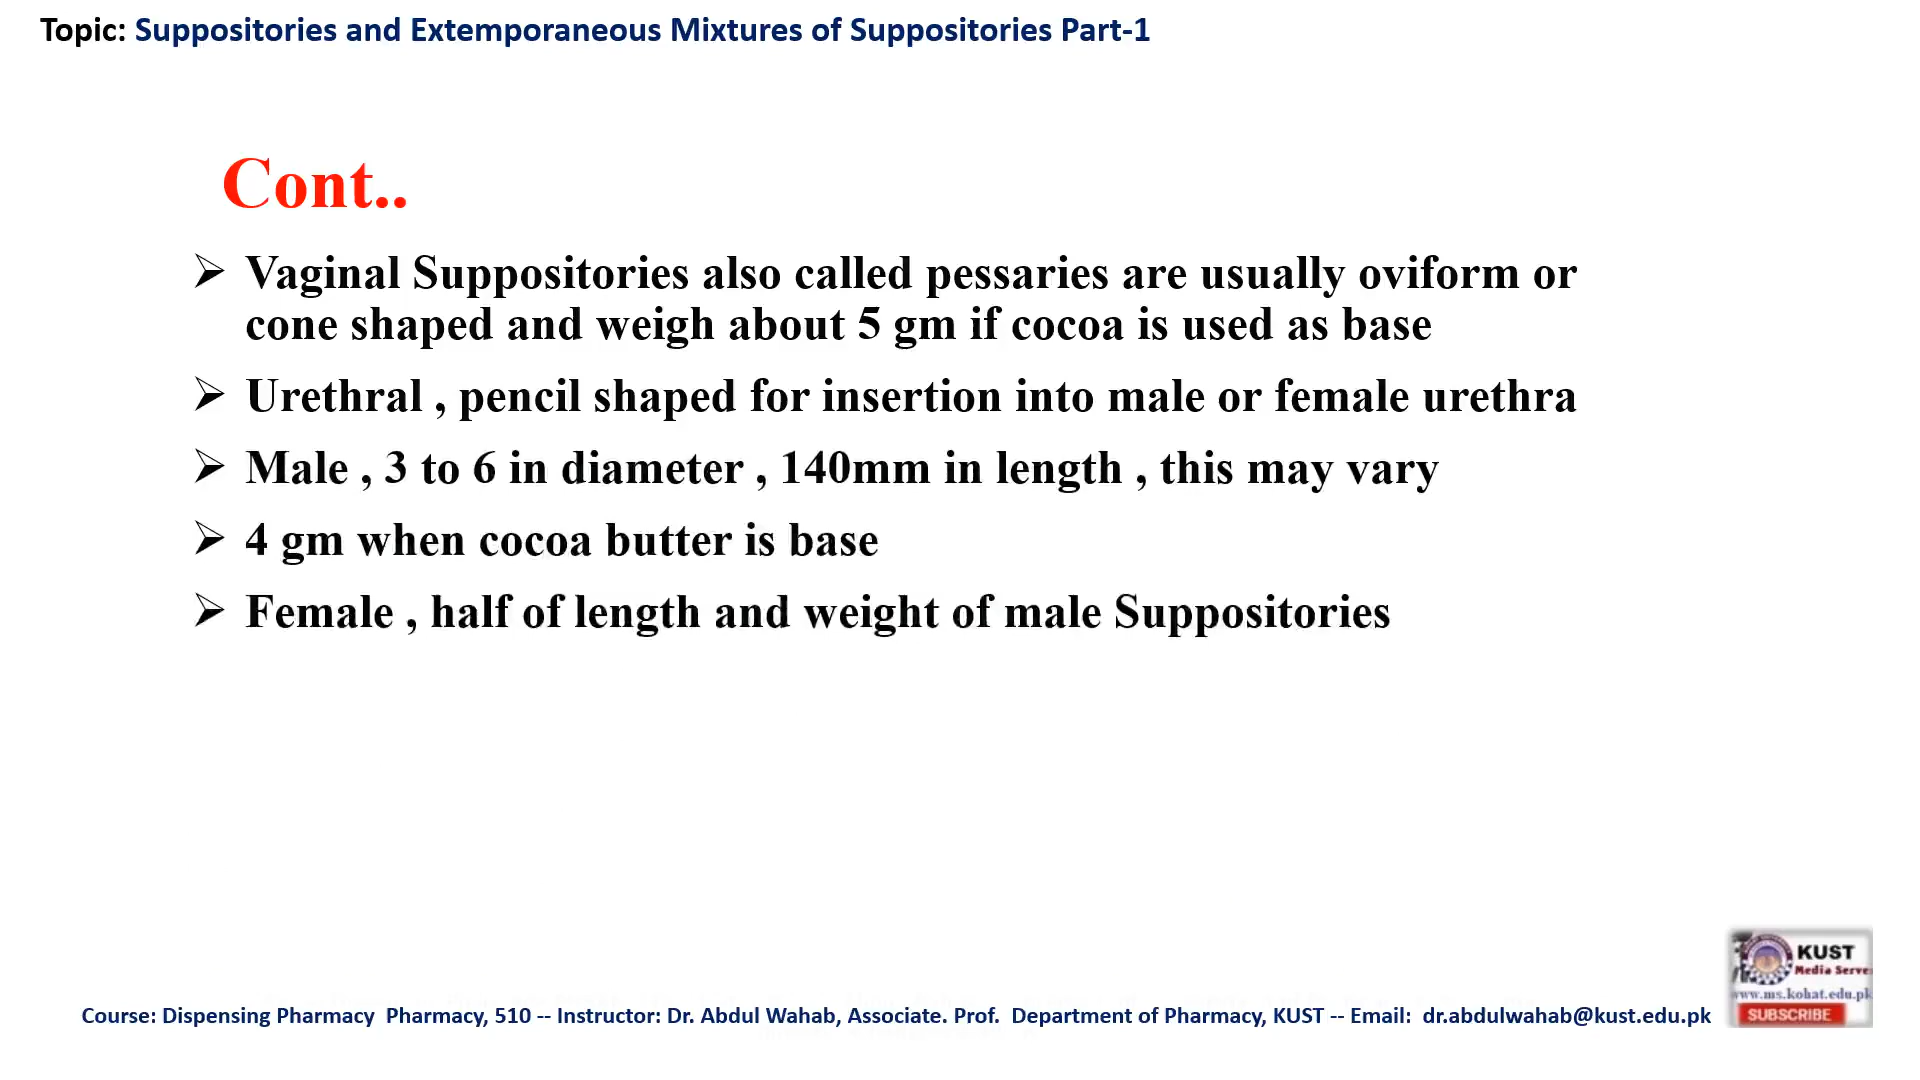 Topic: Suppositories and Extemporaneous Mixtures of Suppositories Part-1
Cont..
➢ Vaginal Suppositories also called pessaries are usually oviform or
cone shaped and weigh about 5 gm if cocoa is used as base
➢ Urethral , pencil shaped for insertion into male or female urethra
➢ Male , 3 to 6 in diameter , 140mm in length , this may vary
➢ 4 gm when cocoa butter is base
➢ Female , half of length and weight of male Suppositories
KUST
Media Serve
www.ms.kohat.edu.pk
SUBSCRIBE
Course: Dispensing Pharmacy Pharmacy, 510 -- Instructor: Dr. Abdul Wahab, Associate. Prof. Department of Pharmacy, KUST -- Email: dr.abdulwahab@kust.edu.pk